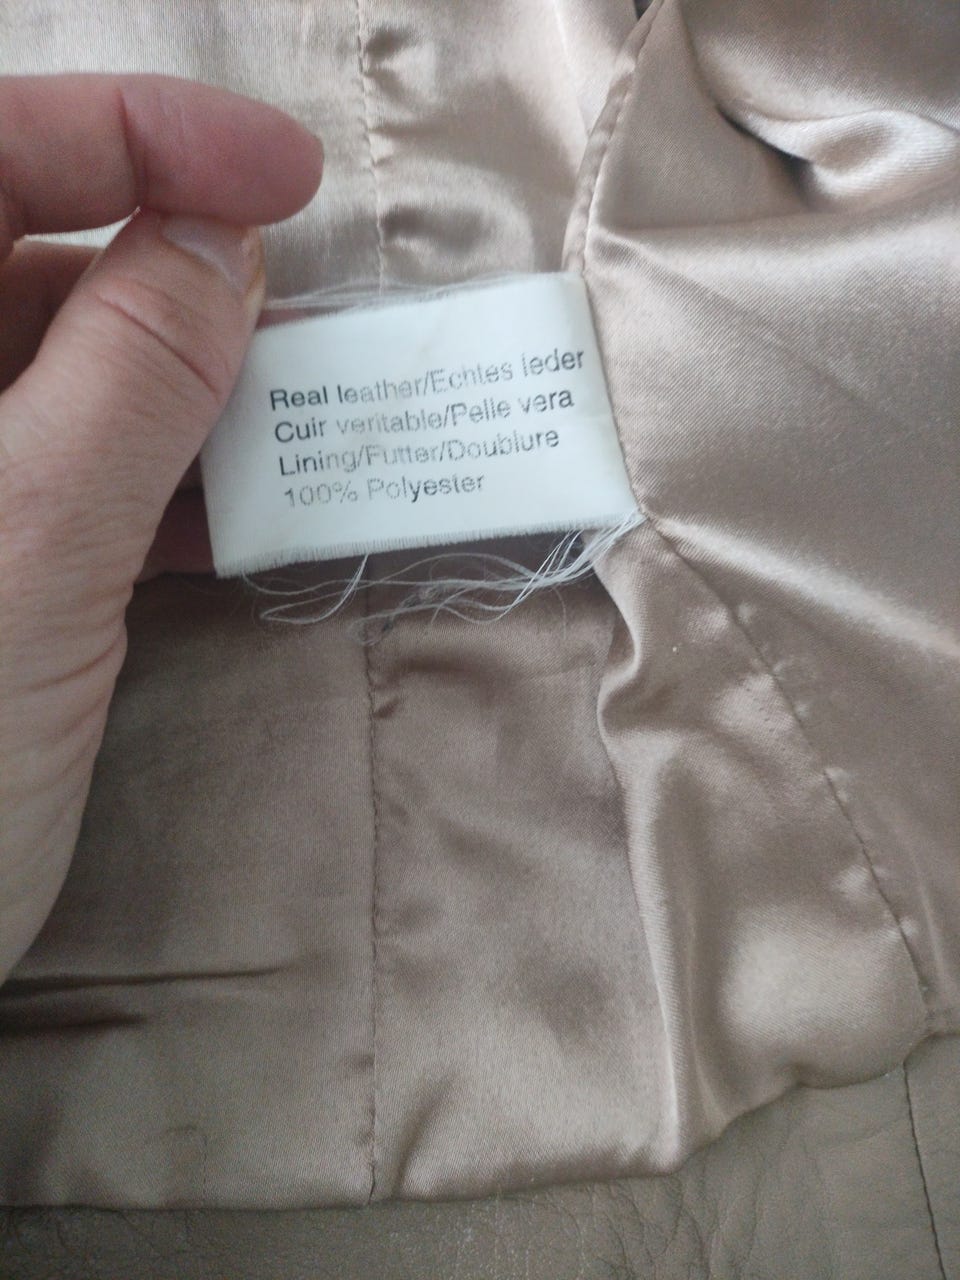 Real leather/Echtes leder
Cuir veritable/Pelle vera
Lining/Futter/Doublure
100% Polyester